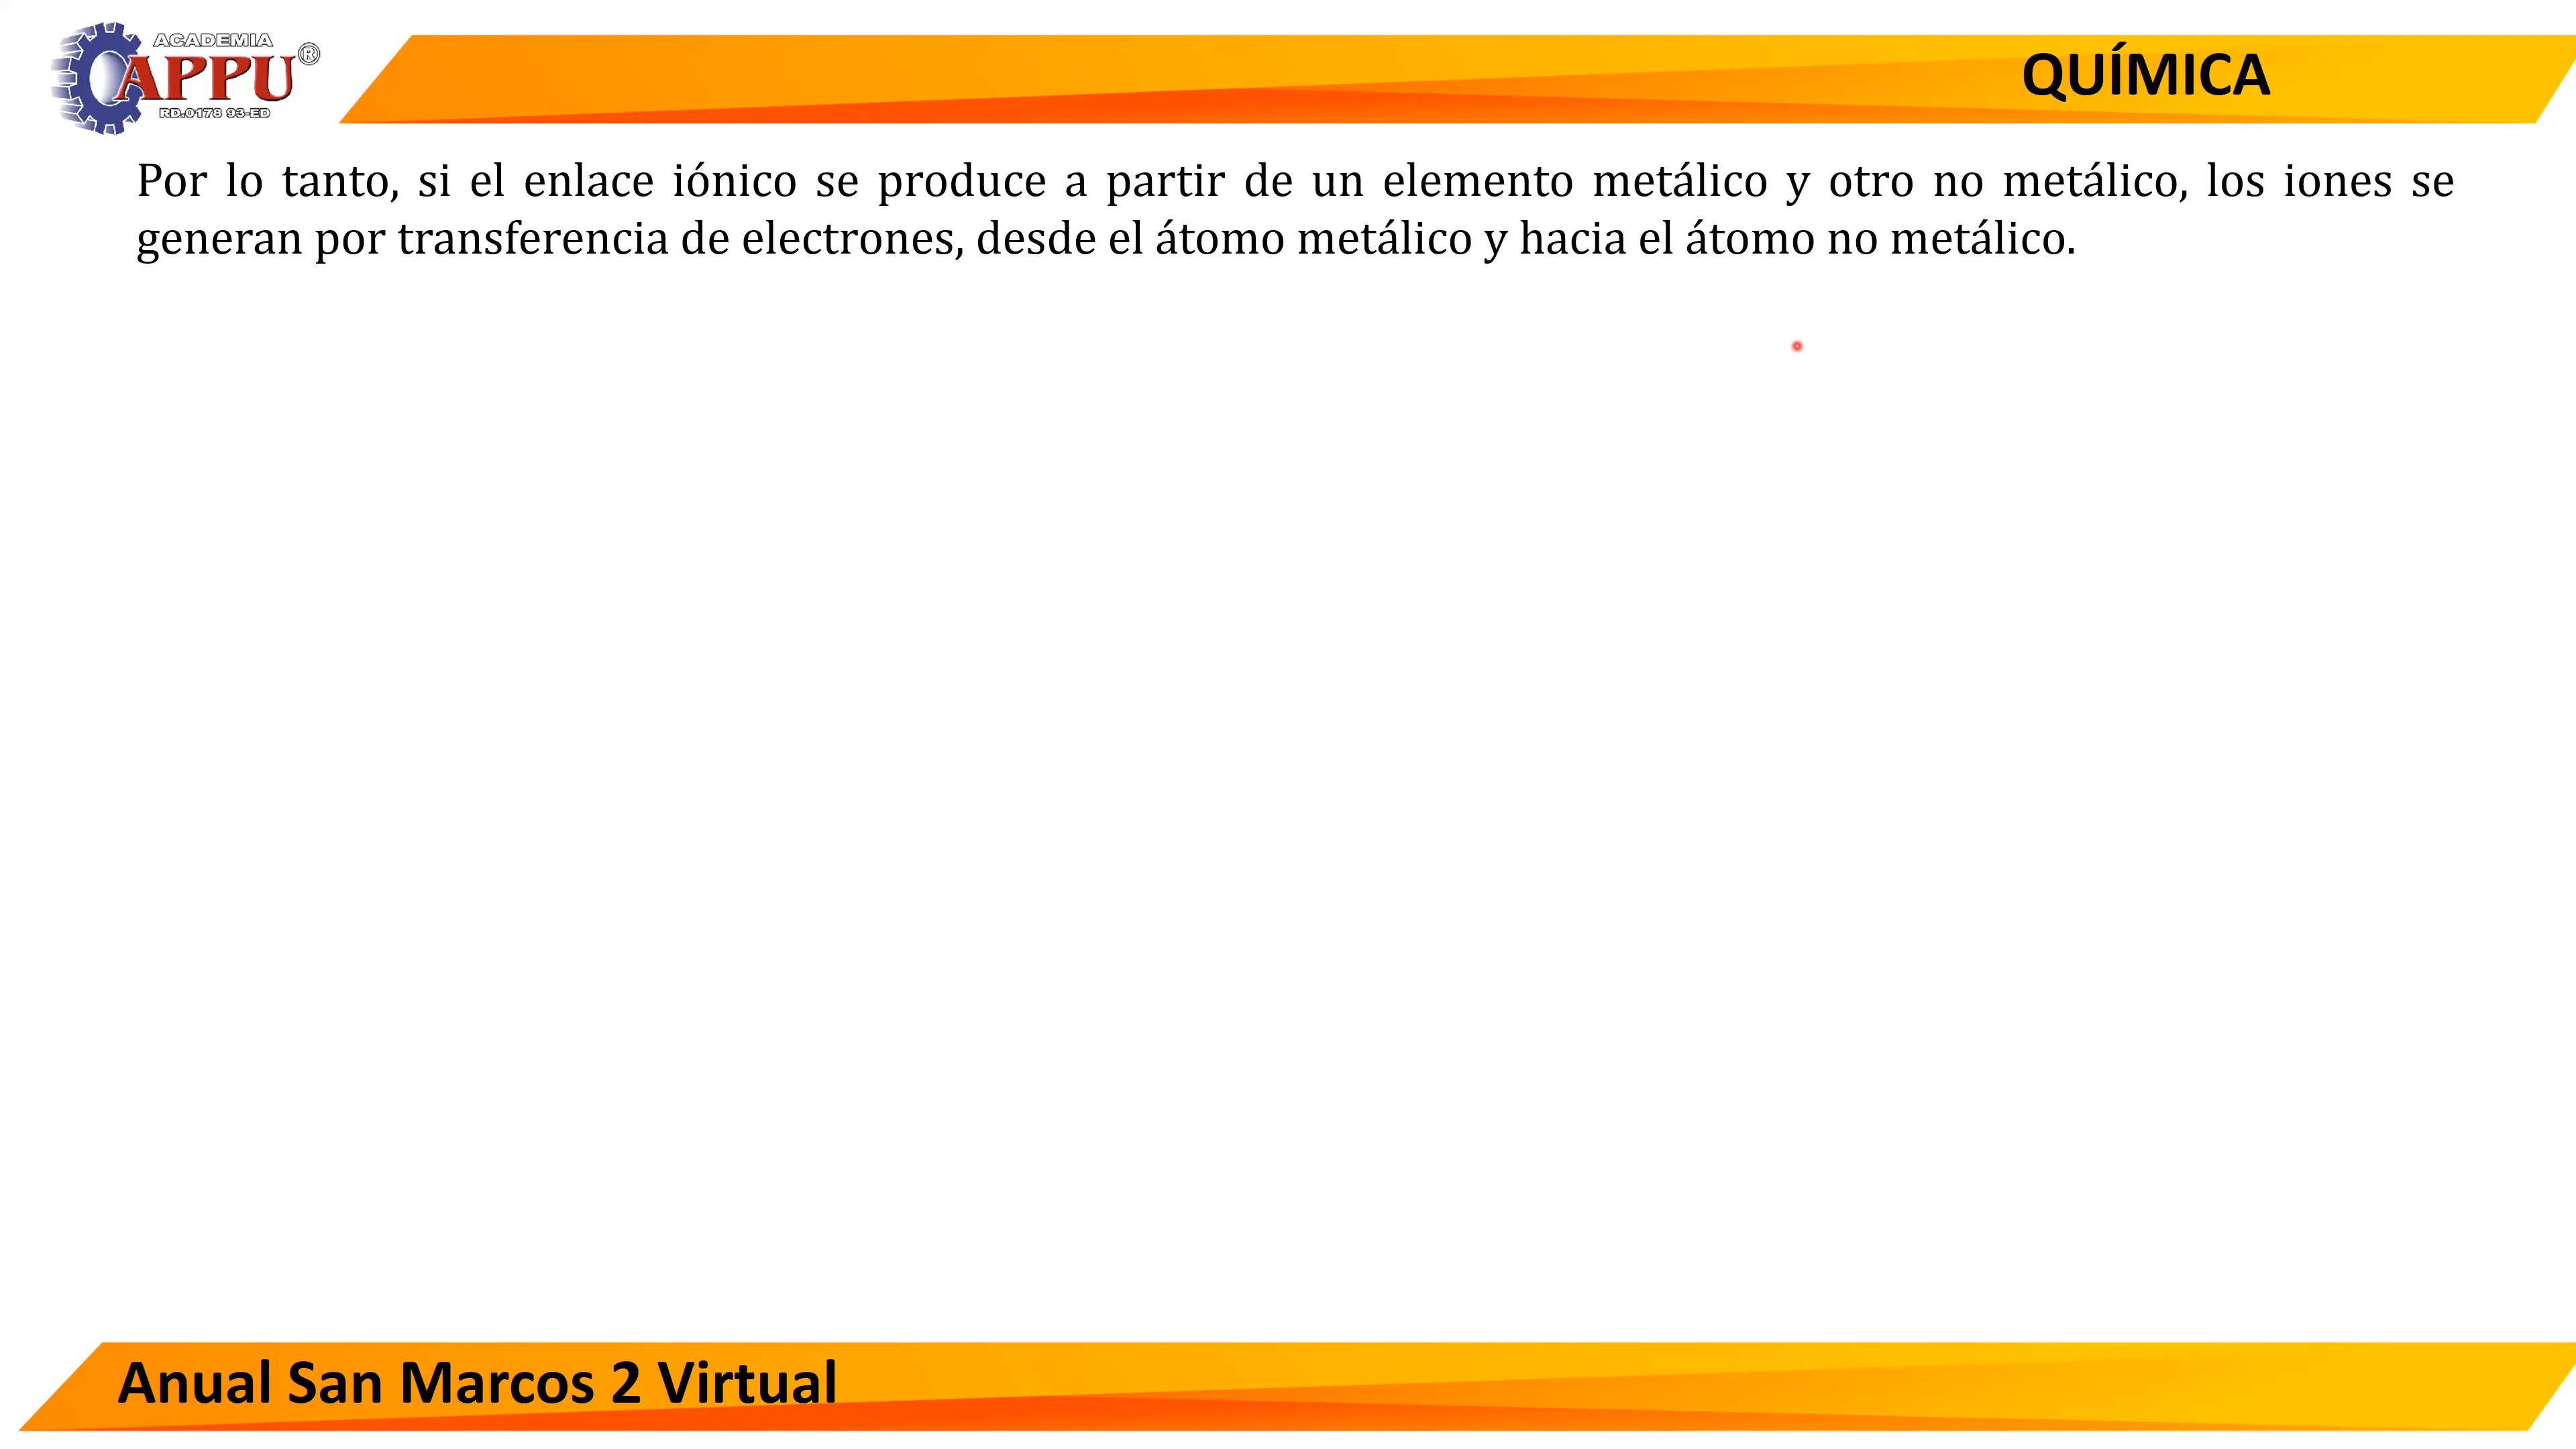 ACADEMIA
APPU®
RD.0178 93-ED
QUÍMICA
Por lo tanto, si el enlace iónico se produce a partir de un elemento metálico y otro no metálico, los iones se
generan por transferencia de electrones, desde el átomo metálico y hacia el átomo no metálico.
Anual San Marcos 2 Virtual